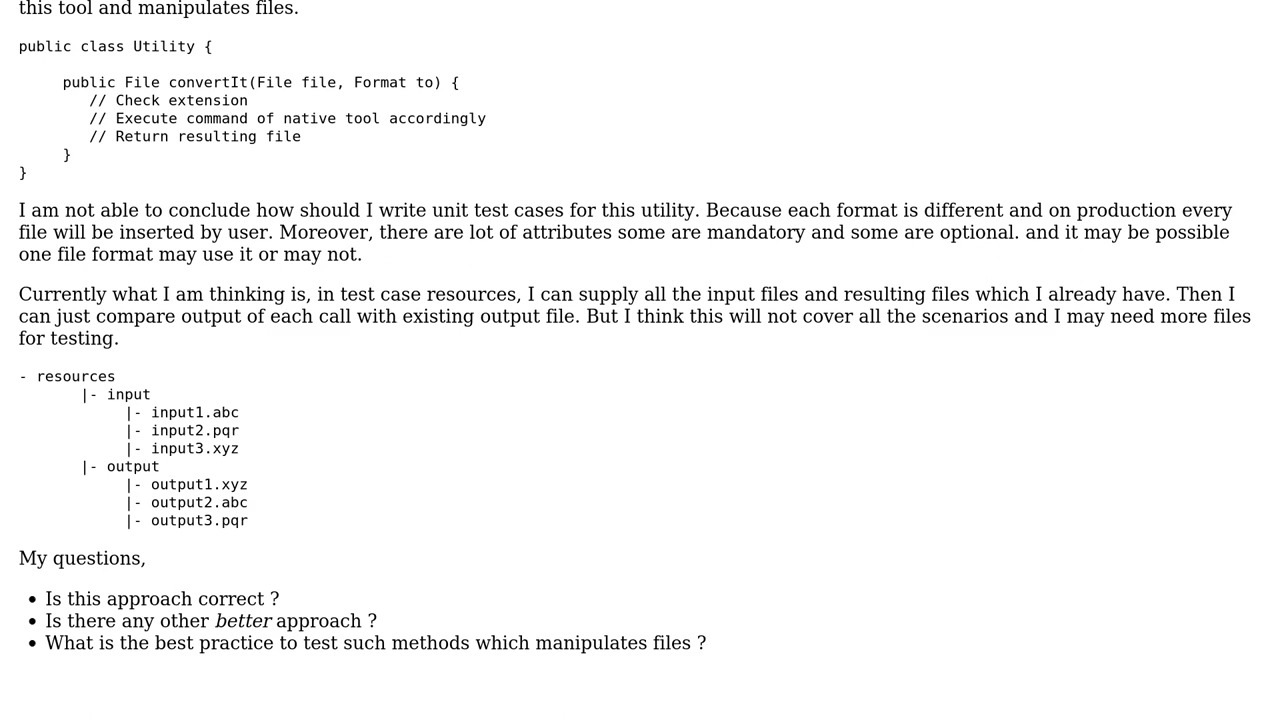 this tool and manipulates files.
public class Utility {
public File convertIt(File file, Format to) {
// Check extension
// Execute command of native tool accordingly
// Return resulting file
}
}
I am not able to conclude how should I write unit test cases for this utility. Because each format is different and on production every
file will be inserted by user. Moreover, there are lot of attributes some are mandatory and some are optional. and it may be possible
one file format may use it or may not.
Currently what I am thinking is, in test case resources, I can supply all the input files and resulting files which I already have. Then I
can just compare output of each call with existing output file. But I think this will not cover all the scenarios and I may need more files
for testing.
- resources
|- input
|- input1.abc
|- input2.pqr
|- input3.xyz
|- output
|- output1.xyz
|- output2.abc
|- output3.pqr
My questions,
• Is this approach correct ?
• Is there any other better approach ?
• What is the best practice to test such methods which manipulates files ?